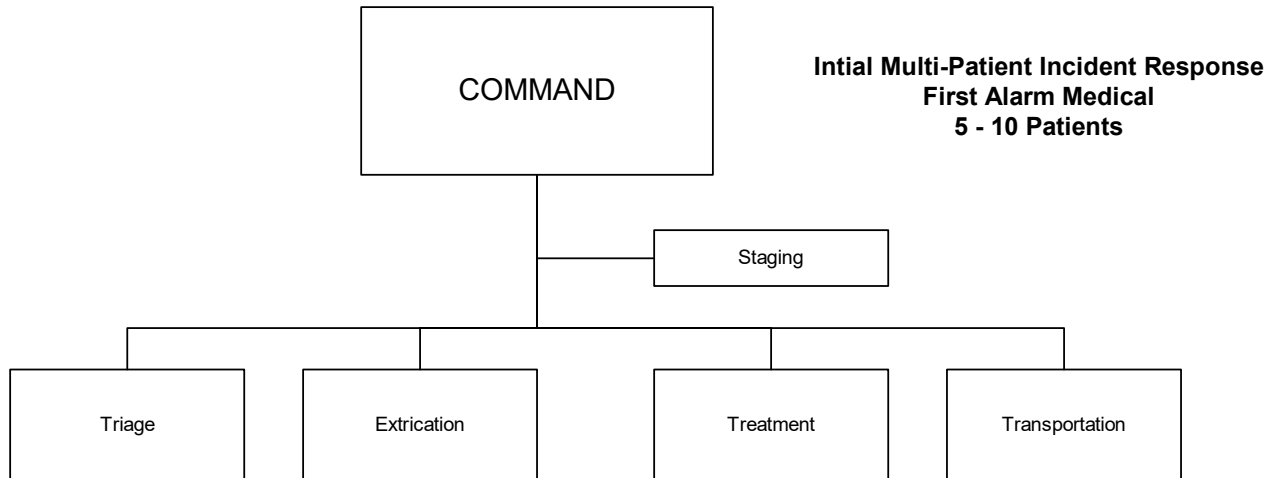 COMMAND
Intial Multi-Patient Incident Response
First Alarm Medical
5 - 10 Patients
Staging
Triage
Extrication
Treatment
Transportation